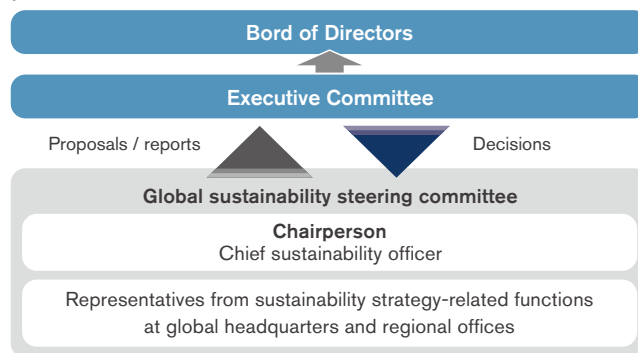 Bord of Directors
Executive Committee
Proposals / reports
Decisions
Global sustainability steering committee
Chairperson
Chief sustainability officer
Representatives from sustainability strategy-related functions
at global headquarters and regional offices